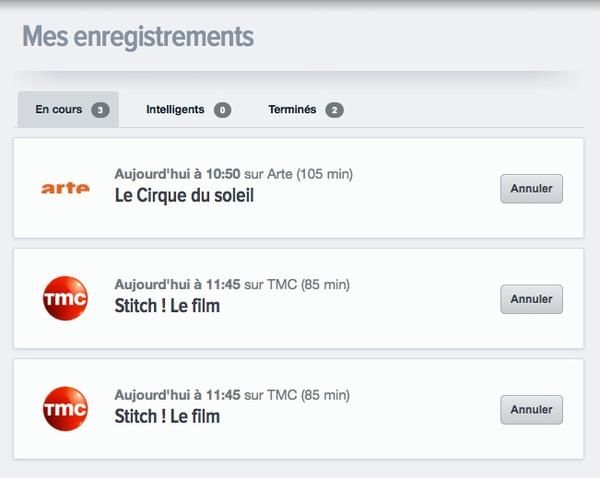 Mes enregistrements
En cours 3 Intelligents 0 Terminés 2
Aujourd'hui à 10:50 sur Arte (105 min)
arte Le Cirque du soleil Annuler
Aujourd'hui à 11:45 sur TMC (85 min)
TMC Stitch ! Le film Annuler
Aujourd'hui à 11:45 sur TMC (85 min)
TMC Stitch ! Le film Annuler